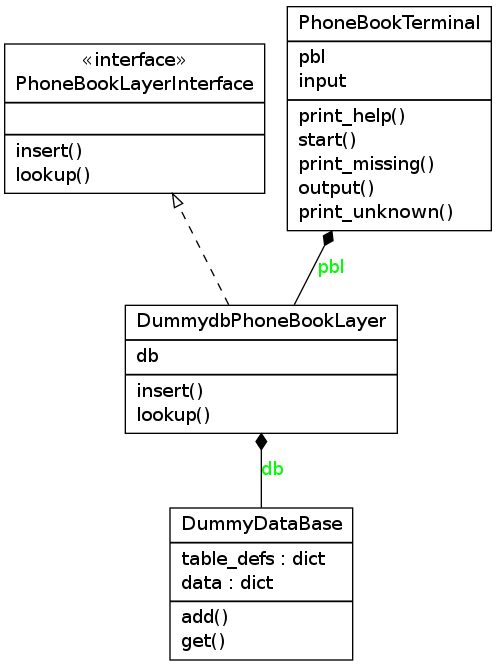 «interface»
PhoneBookLayerInterface
insert()
lookup()
PhoneBookTerminal
pbl
input
print_help()
start()
print_missing()
output()
print_unknown()
pbl
DummydbPhoneBookLayer
db
insert()
lookup()
db
DummyDataBase
table_defs : dict
data : dict
add()
get()